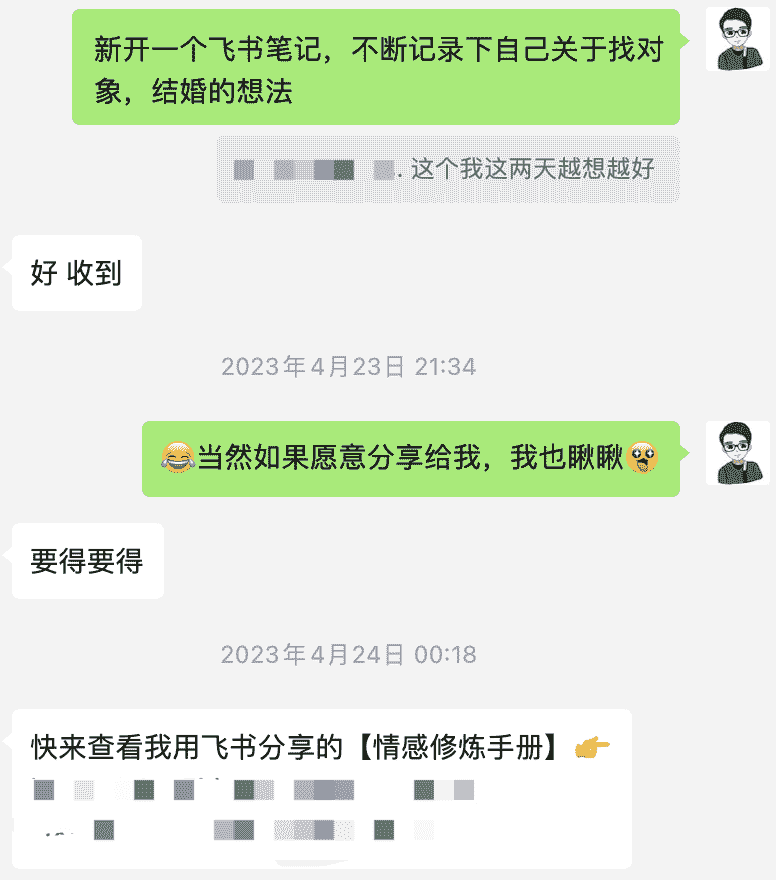 新开一个飞书笔记，不断记录下自己关于找对
象，结婚的想法
. 这个我这两天越想越好
好 收到
2023年4月23日 21:34
😂当然如果愿意分享给我，我也瞅瞅🤩
要得要得
2023年4月24日 00:18
快来查看我用飞书分享的【情感修炼手册】👉